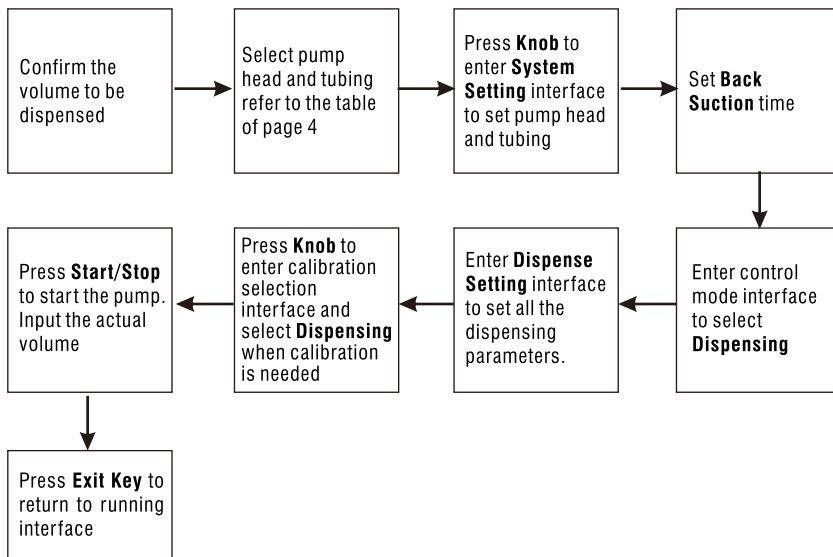 Confirm the
volume to be
dispensed
Select pump
head and tubing
refer to the table
of page 4
Press Knob to
enter System
Setting interface
to set pump head
and tubing
Set Back
Suction time
Enter control
mode interface
to select
Dispensing
Enter Dispense
Setting interface
to set all the
dispensing
parameters.
Press Knob to
enter calibration
selection
interface and
select Dispensing
when calibration
is needed
Press Start/Stop
to start the pump.
Input the actual
volume
Press Exit Key to
return to running
interface